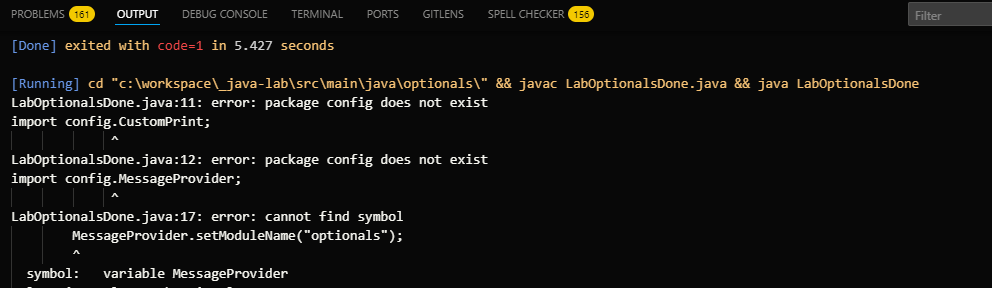 PROBLEMS 161 OUTPUT DEBUG CONSOLE TERMINAL PORTS GITLENS SPELL CHECKER 156 Filter
[Done] exited with code=1 in 5.427 seconds
[Running] cd "c:\workspace\_java-lab\src\main\java\optionals\" && javac LabOptionalsDone.java && java LabOptionalsDone
LabOptionalsDone.java:11: error: package config does not exist
import config.CustomPrint;
^
LabOptionalsDone.java:12: error: package config does not exist
import config.MessageProvider;
^
LabOptionalsDone.java:17: error: cannot find symbol
MessageProvider.setModuleName("optionals");
^
symbol: variable MessageProvider